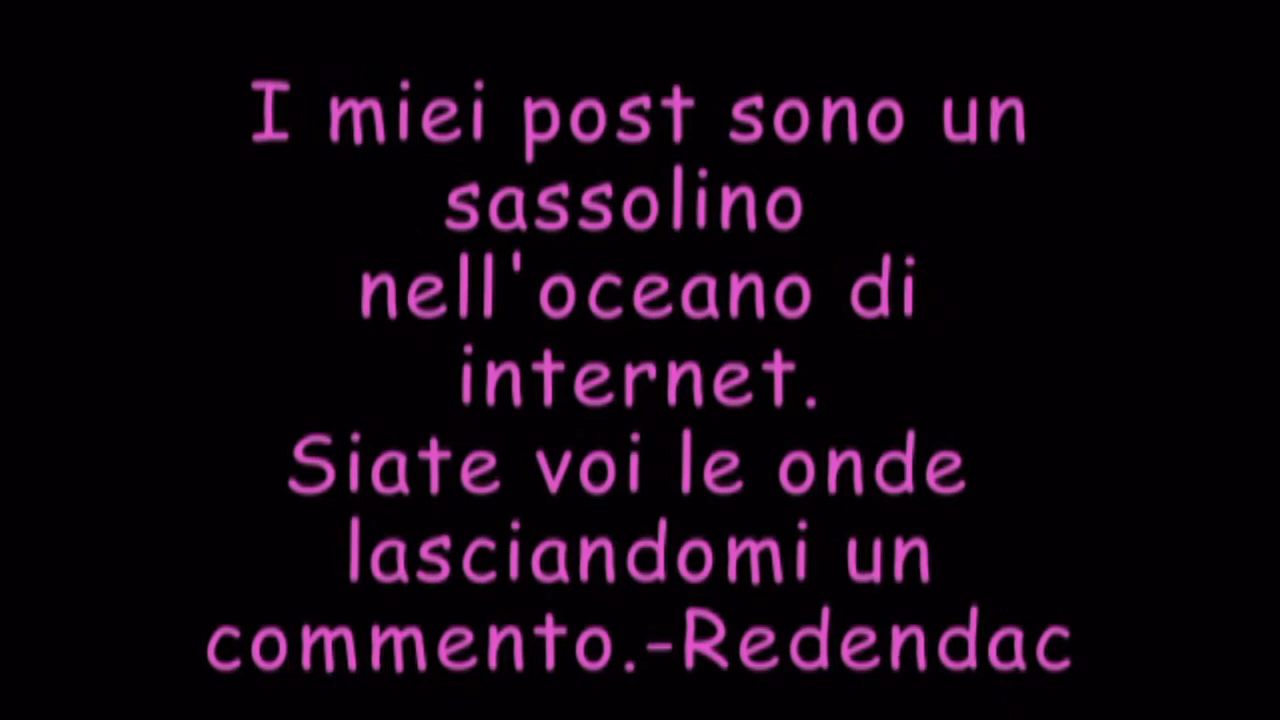 I miei post sono un
sassolino
nell'oceano di
internet.
Siate voi le onde
lasciandomi un
commento.-Redendac